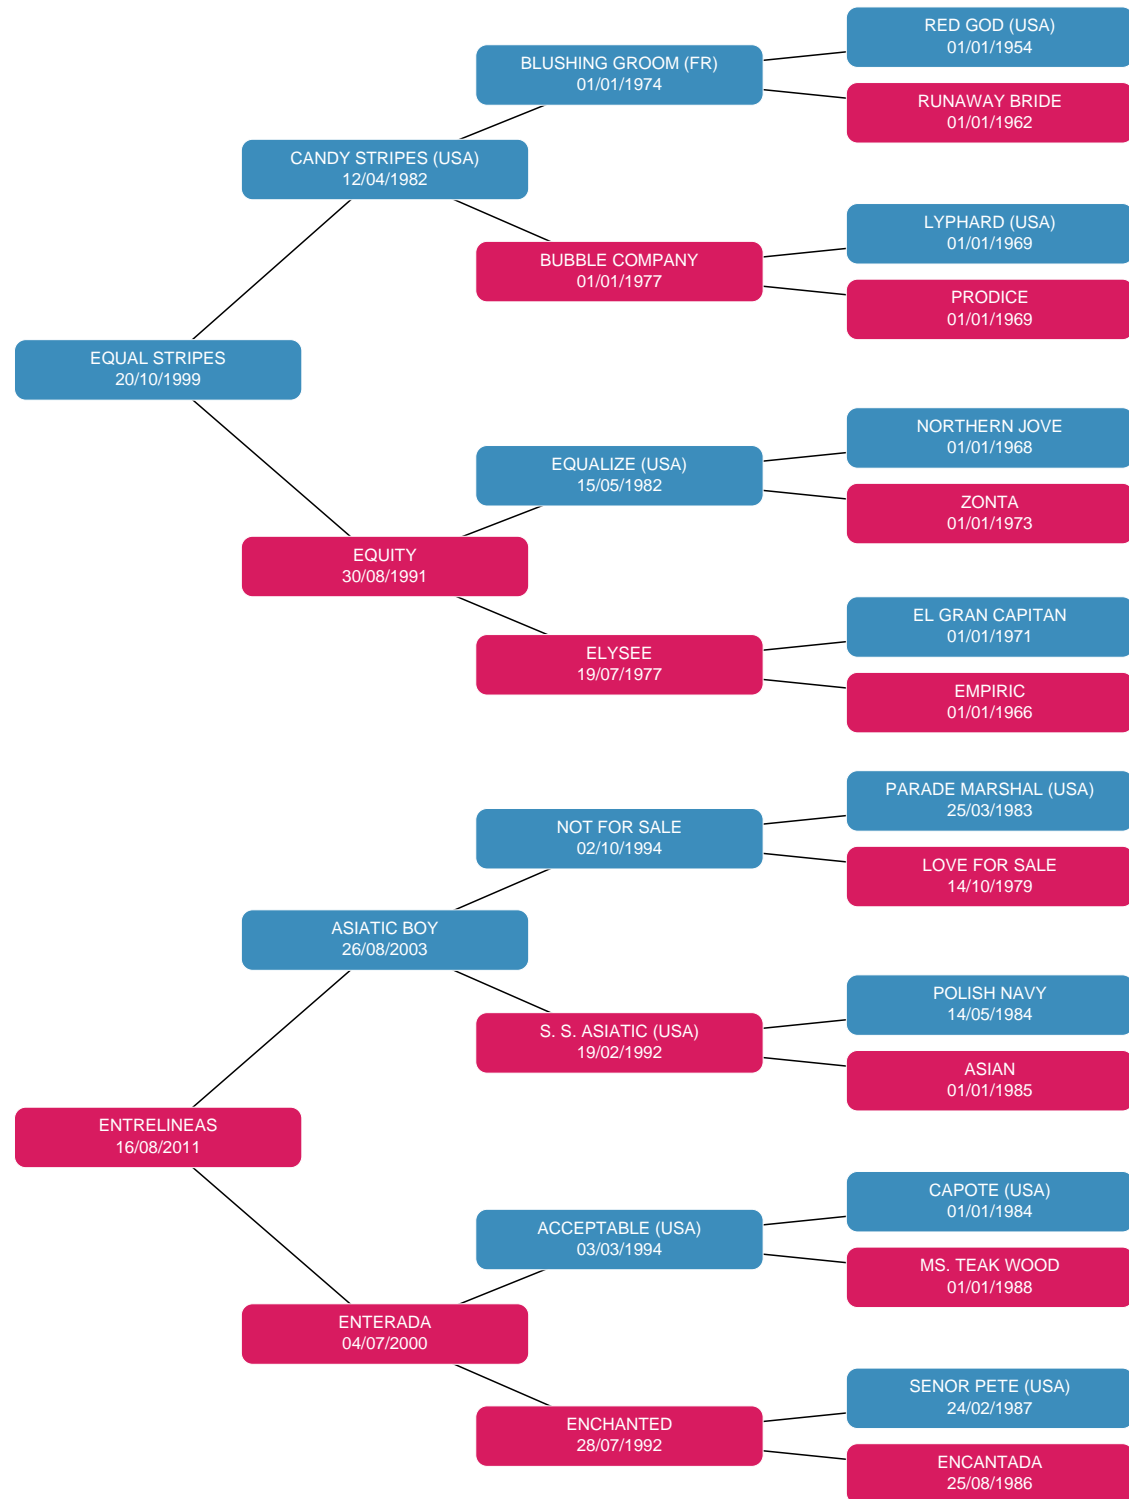 RED GOD (USA)
01/01/1954
BLUSHING GROOM (FR)
01/01/1974
RUNAWAY BRIDE
01/01/1962
CANDY STRIPES (USA)
12/04/1982
LYPHARD (USA)
01/01/1969
BUBBLE COMPANY
01/01/1977
PRODICE
01/01/1969
EQUAL STRIPES
20/10/1999
NORTHERN JOVE
01/01/1968
EQUALIZE (USA)
15/05/1982
ZONTA
01/01/1973
EQUITY
30/08/1991
EL GRAN CAPITAN
01/01/1971
ELYSEE
19/07/1977
EMPIRIC
01/01/1966
PARADE MARSHAL (USA)
25/03/1983
NOT FOR SALE
02/10/1994
LOVE FOR SALE
14/10/1979
ASIATIC BOY
26/08/2003
POLISH NAVY
14/05/1984
S. S. ASIATIC (USA)
19/02/1992
ASIAN
01/01/1985
ENTRELINEAS
16/08/2011
CAPOTE (USA)
01/01/1984
ACCEPTABLE (USA)
03/03/1994
MS. TEAK WOOD
01/01/1988
ENTERADA
04/07/2000
SENOR PETE (USA)
24/02/1987
ENCHANTED
28/07/1992
ENCANTADA
25/08/1986